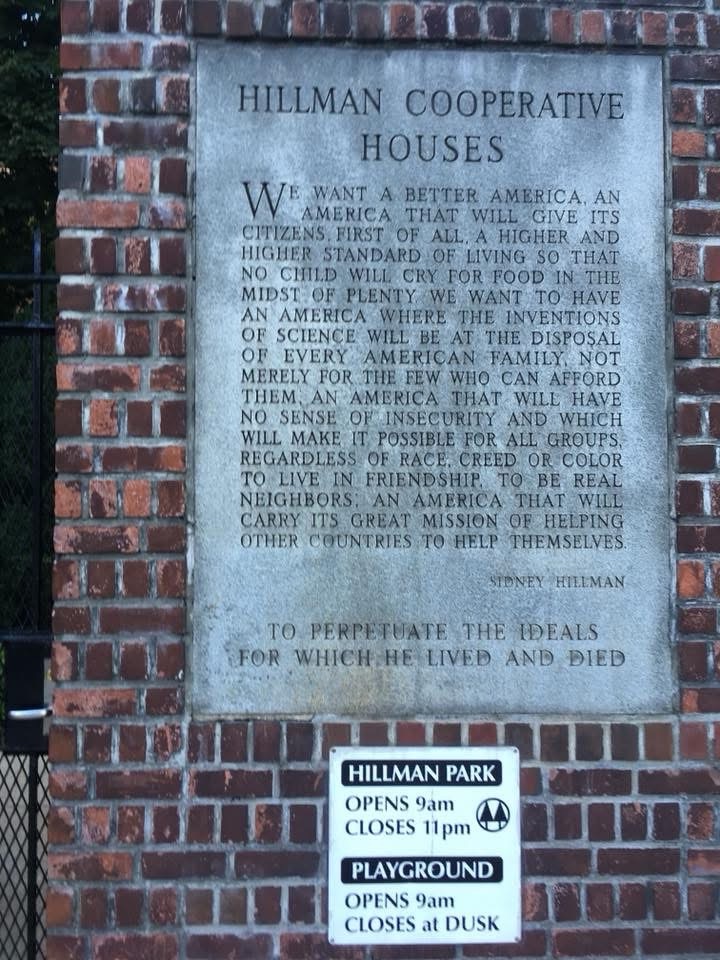 HILLMAN COOPERATIVE
HOUSES
WE WANT A BETTER AMERICA, AN
AMERICA THAT WILL GIVE ITS
CITIZENS, FIRST OF ALL, A HIGHER AND
HIGHER STANDARD OF LIVING SO THAT
NO CHILD WILL CRY FOR FOOD IN THE
MIDST OF PLENTY. WE WANT TO HAVE
AN AMERICA WHERE THE INVENTIONS
OF SCIENCE WILL BE AT THE DISPOSAL
OF EVERY AMERICAN FAMILY, NOT
MERELY FOR THE FEW WHO CAN AFFORD
THEM; AN AMERICA THAT WILL HAVE
NO SENSE OF INSECURITY AND WHICH
WILL MAKE IT POSSIBLE FOR ALL GROUPS,
REGARDLESS OF RACE, CREED OR COLOR
TO LIVE IN FRIENDSHIP, TO BE REAL
NEIGHBORS; AN AMERICA THAT WILL
CARRY ITS GREAT MISSION OF HELPING
OTHER COUNTRIES TO HELP THEMSELVES.
SIDNEY HILLMAN
TO PERPETUATE THE IDEALS
FOR WHICH HE LIVED AND DIED
HILLMAN PARK
OPENS 9am
CLOSES 11pm
PLAYGROUND
OPENS 9am
CLOSES at DUSK